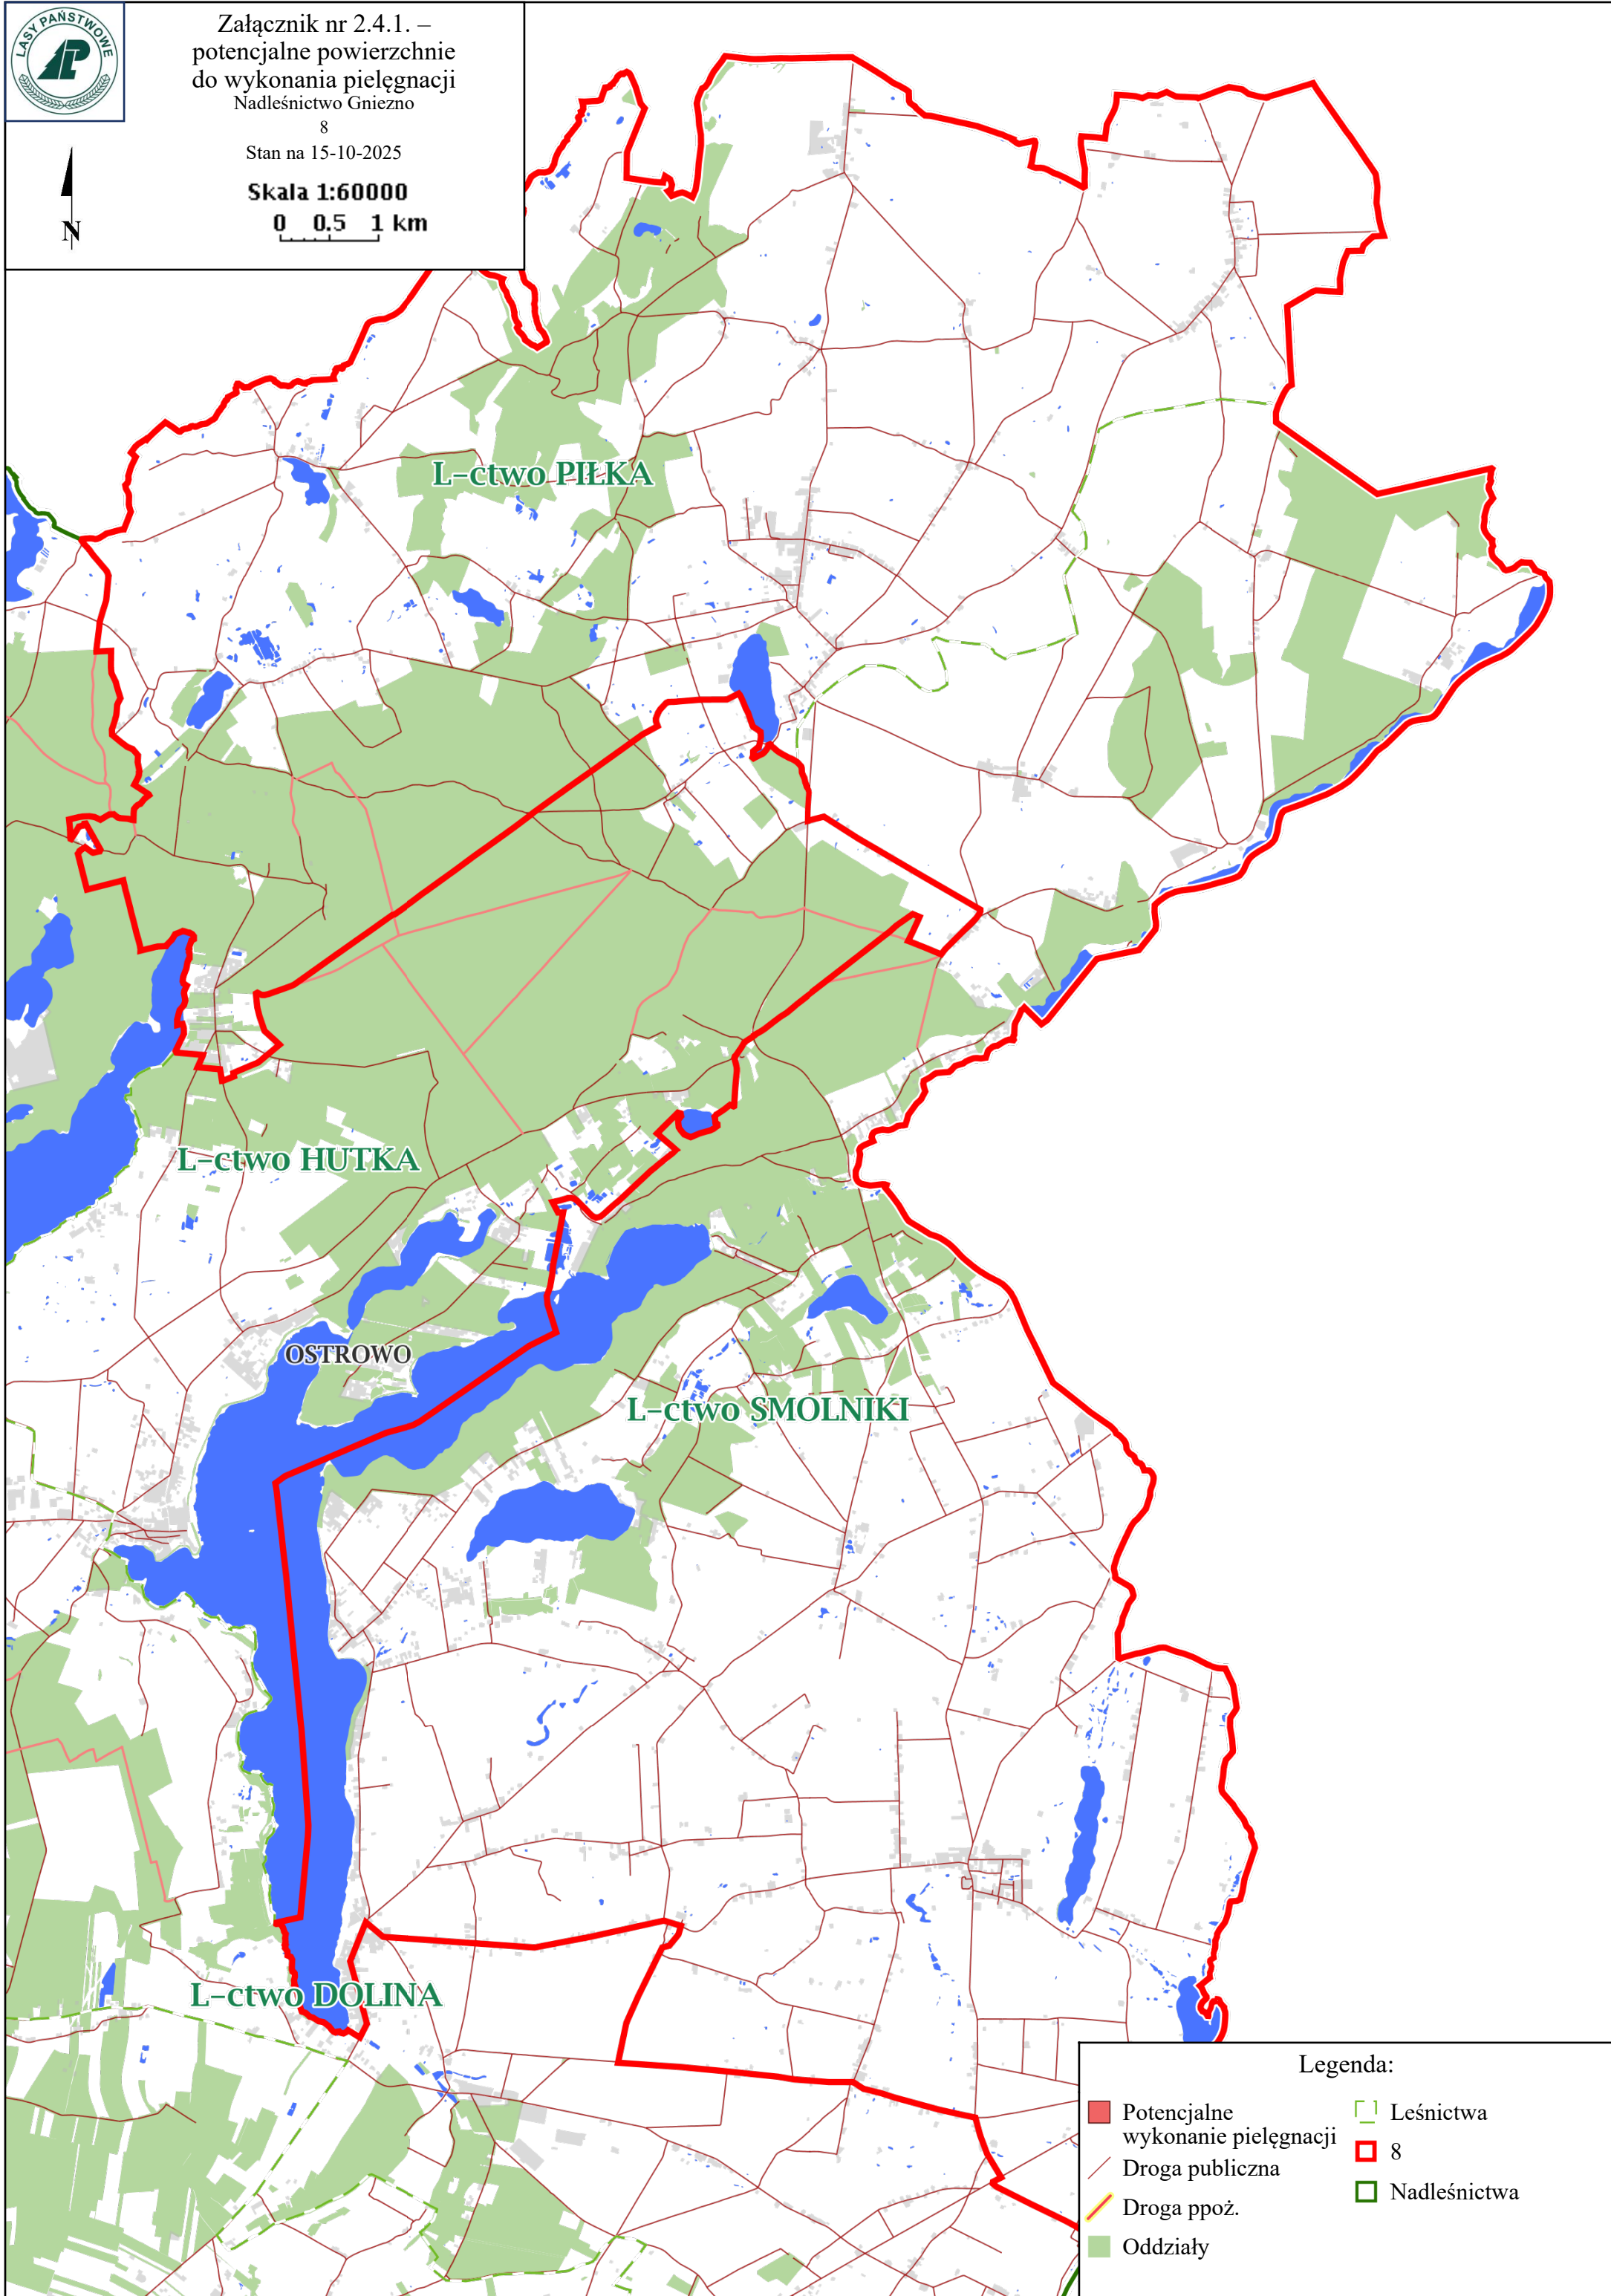 LASY PAŃSTWOWE
Załącznik nr 2.4.1. –
potencjalne powierzchnie
do wykonania pielęgnacji
Nadleśnictwo Gniezno
8
Stan na 15-10-2025
Skala 1:60000
0 0.5 1 km
N
L-ctwo PIŁKA
L-ctwo HUTKA
OSTROWO
L-ctwo SMOLNIKI
L-ctwo DOLINA
Legenda:
Potencjalne
wykonanie pielęgnacji
Droga publiczna
Droga ppoż.
Oddziały
Leśnictwa
8
Nadleśnictwa